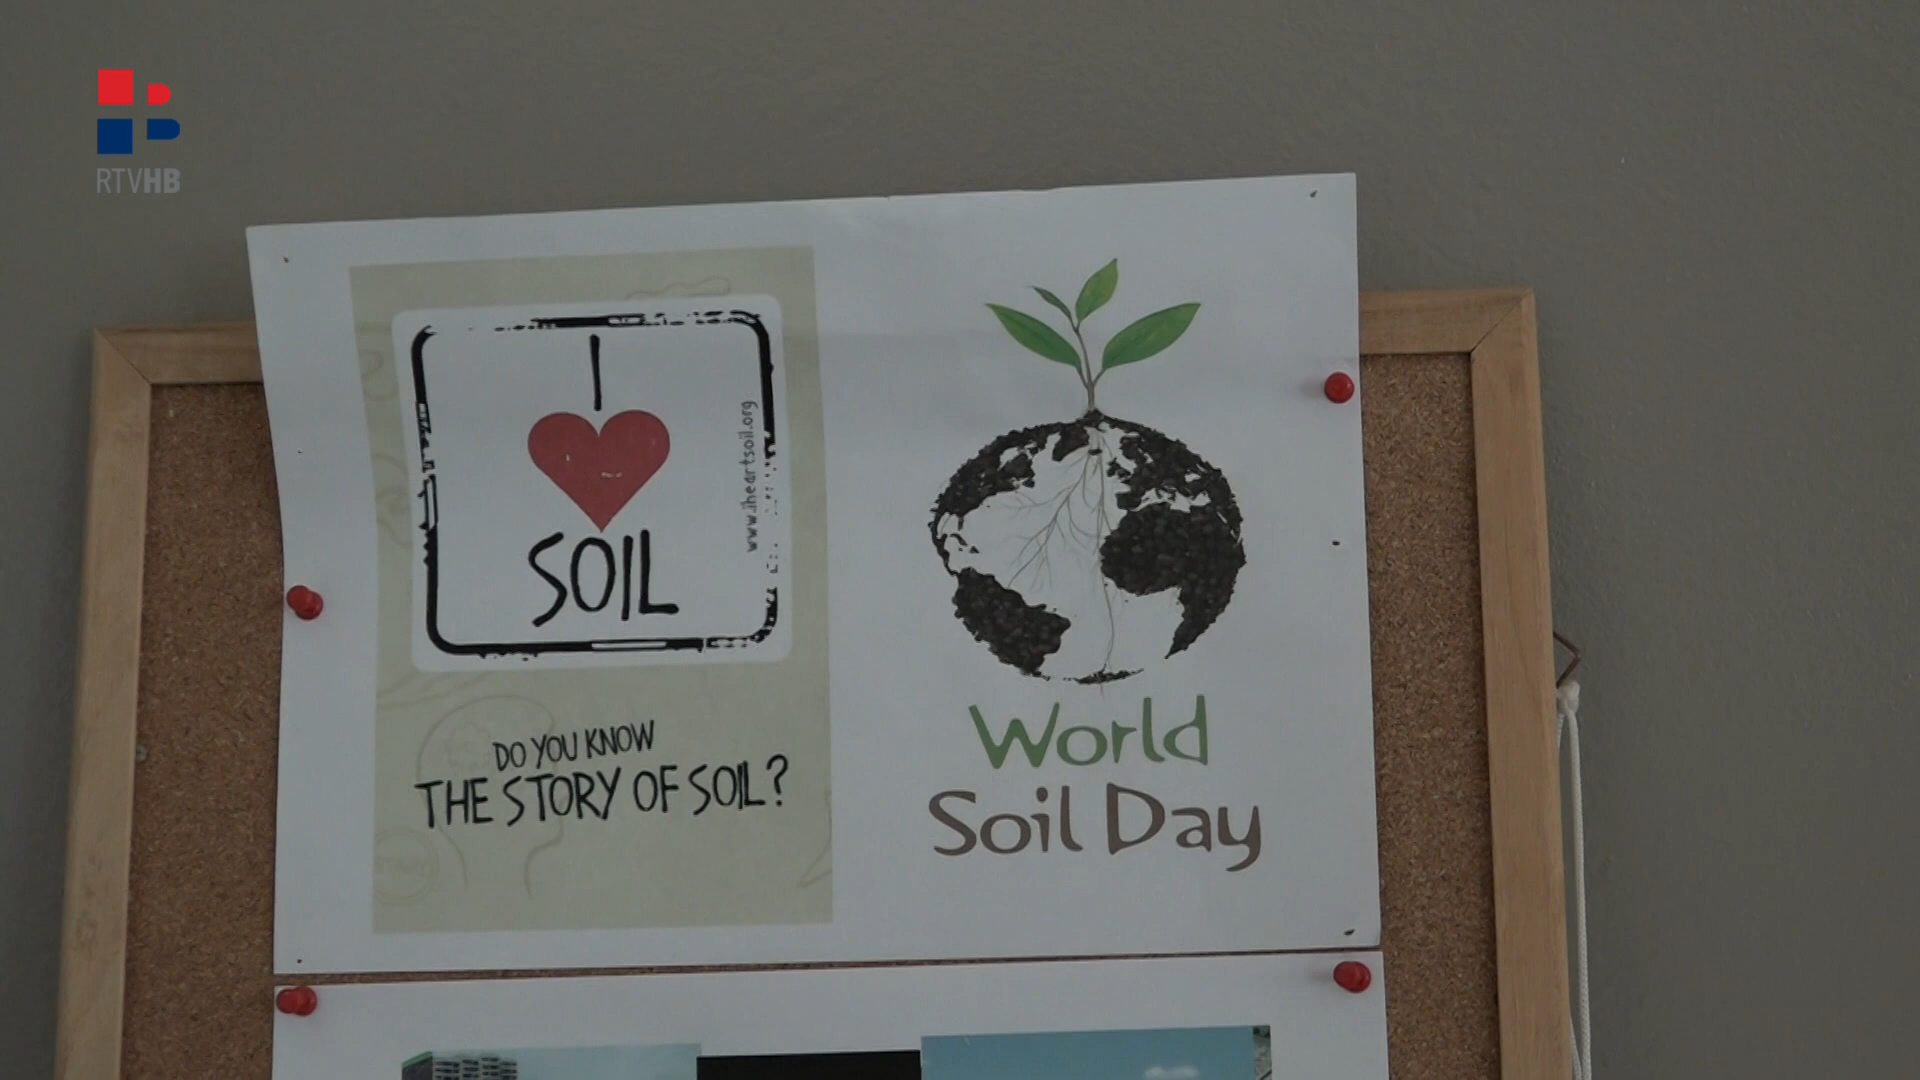 RTVHB
I
SOIL
www.iheartsoil.org
DO YOU KNOW
THE STORY OF SOIL?
World
Soil Day